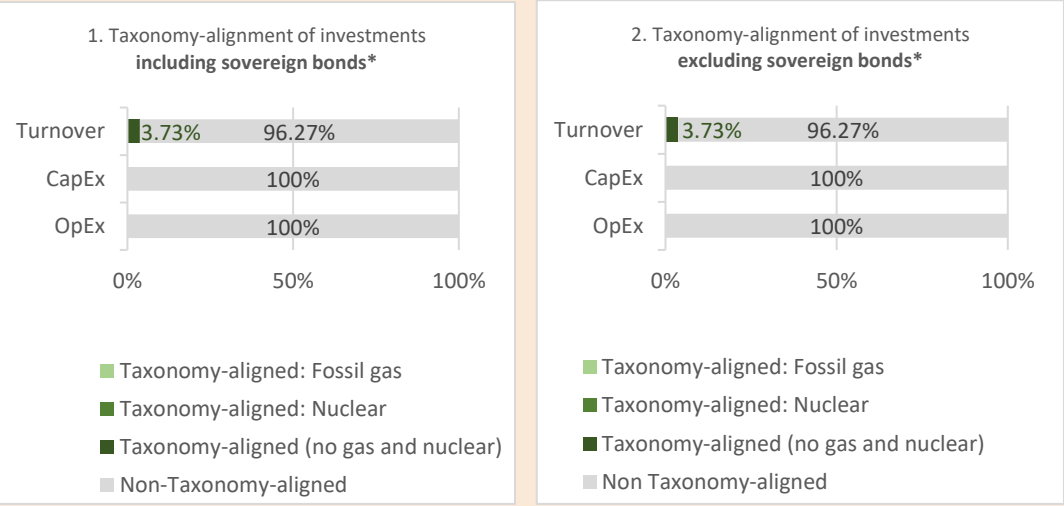 1. Taxonomy-alignment of investments
including sovereign bonds*
Turnover 3.73% 96.27%
CapEx 100%
OpEx 100%
0% 50% 100%
Taxonomy-aligned: Fossil gas
Taxonomy-aligned: Nuclear
Taxonomy-aligned (no gas and nuclear)
Non-Taxonomy-aligned
2. Taxonomy-alignment of investments
excluding sovereign bonds*
Turnover 3.73% 96.27%
CapEx 100%
OpEx 100%
0% 50% 100%
Taxonomy-aligned: Fossil gas
Taxonomy-aligned: Nuclear
Taxonomy-aligned (no gas and nuclear)
Non Taxonomy-aligned